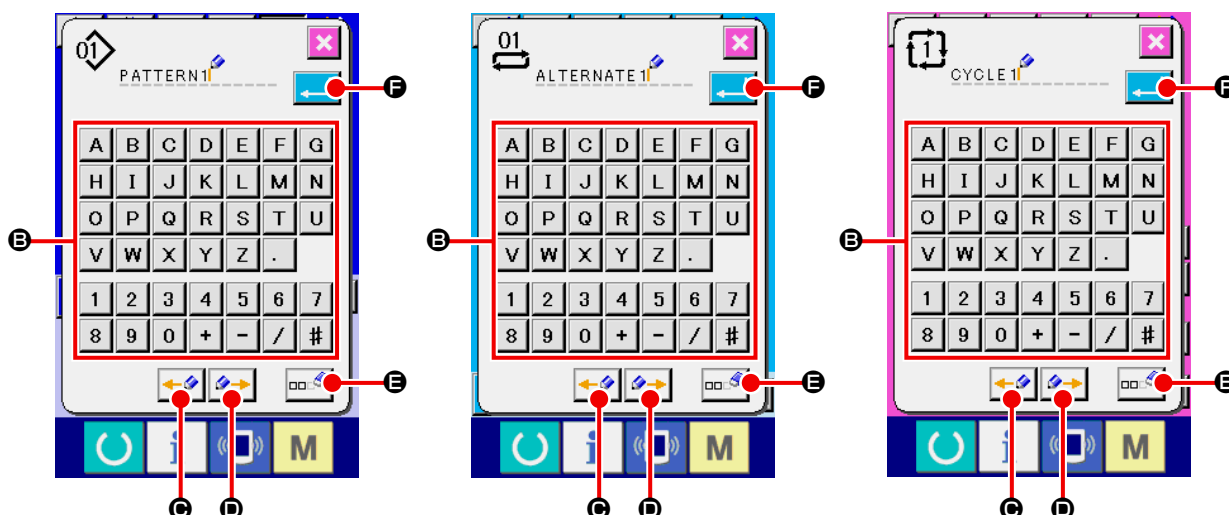 01
PATTERN1
F
A B C D E F G
H I J K L M N
O P Q R S T U
B
V W X Y Z .
1 2 3 4 5 6 7
8 9 0 + - / #
E
i M
C D
01
ALTERNATE1
F
A B C D E F G
H I J K L M N
O P Q R S T U
B
V W X Y Z .
1 2 3 4 5 6 7
8 9 0 + - / #
E
i M
C D
1
CYCLE1
F
A B C D E F G
H I J K L M N
O P Q R S T U
B
V W X Y Z .
1 2 3 4 5 6 7
8 9 0 + - / #
E
i M
C D